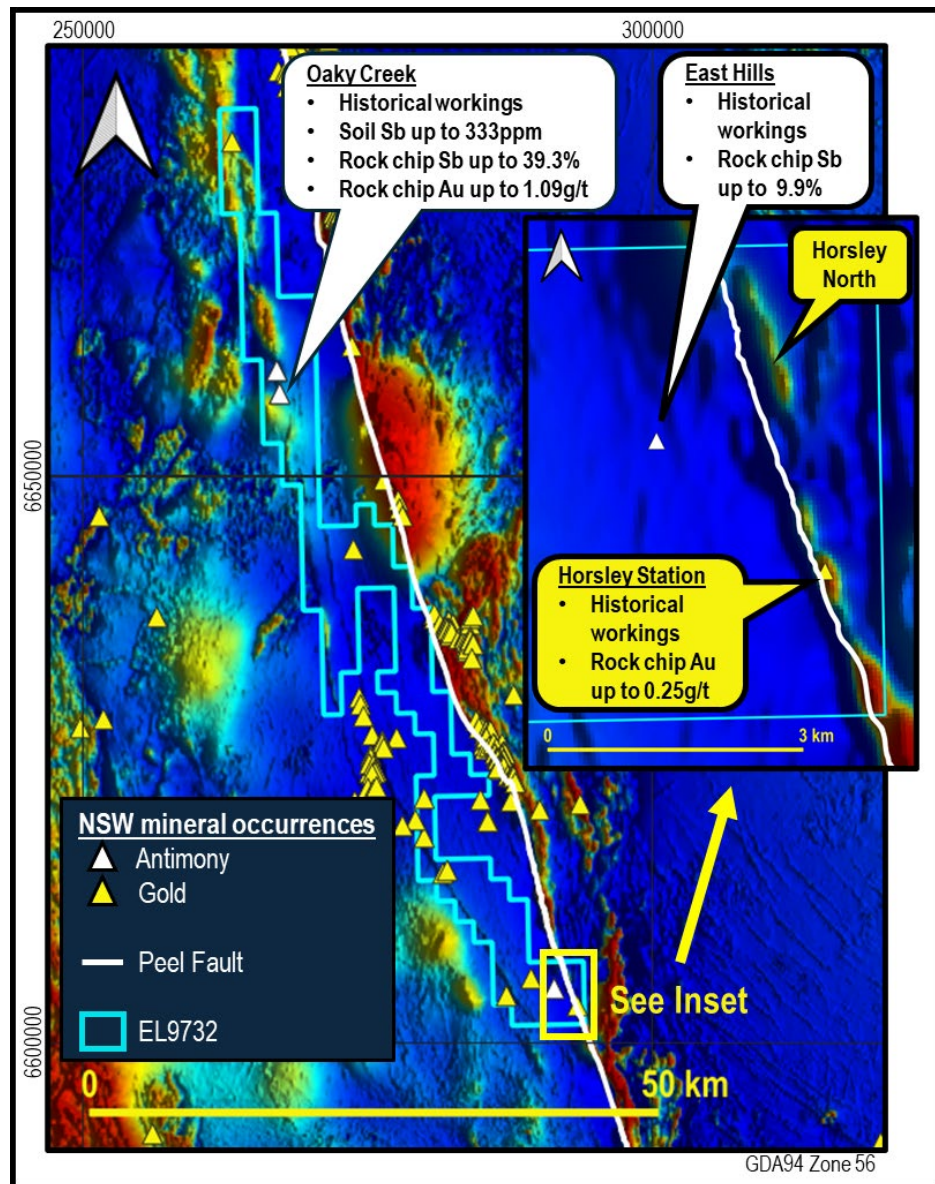 250000
300000
Oaky Creek
• Historical workings
• Soil Sb up to 333ppm
• Rock chip Sb up to 39.3%
• Rock chip Au up to 1.09g/t
East Hills
• Historical
workings
• Rock chip Sb
up to 9.9%
Horsley
North
6650000
Horsley Station
• Historical
workings
• Rock chip Au
up to 0.25g/t
0
3 km
NSW mineral occurrences
Antimony
Gold
Peel Fault
EL9732
See Inset
6600000
0
50 km
GDA94 Zone 56